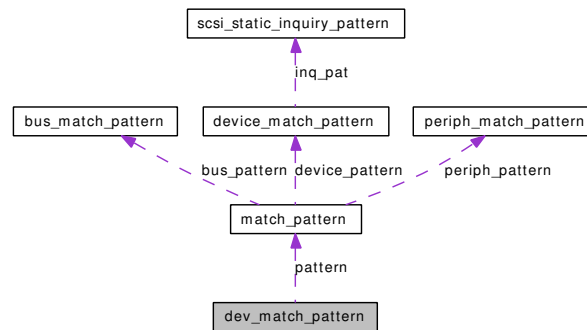 scsi_static_inquiry_pattern
inq_pat
bus_match_pattern
device_match_pattern
periph_match_pattern
bus_pattern
device_pattern
periph_pattern
match_pattern
pattern
dev_match_pattern